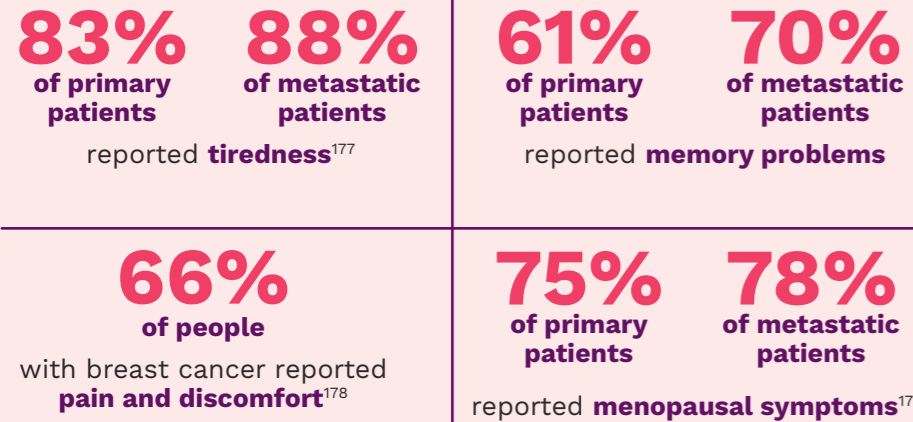 83% 88%
of primary of metastatic
patients patients
reported tiredness177
61% 70%
of primary of metastatic
patients patients
reported memory problems
66%
of people
with breast cancer reported
pain and discomfort178
75% 78%
of primary of metastatic
patients patients
reported menopausal symptoms17